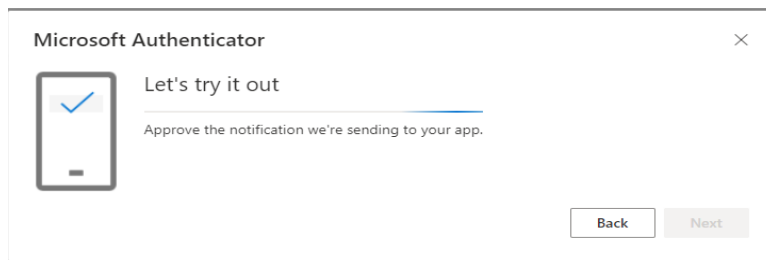 Microsoft Authenticator
Let's try it out
Approve the notification we're sending to your app.
Back
Next